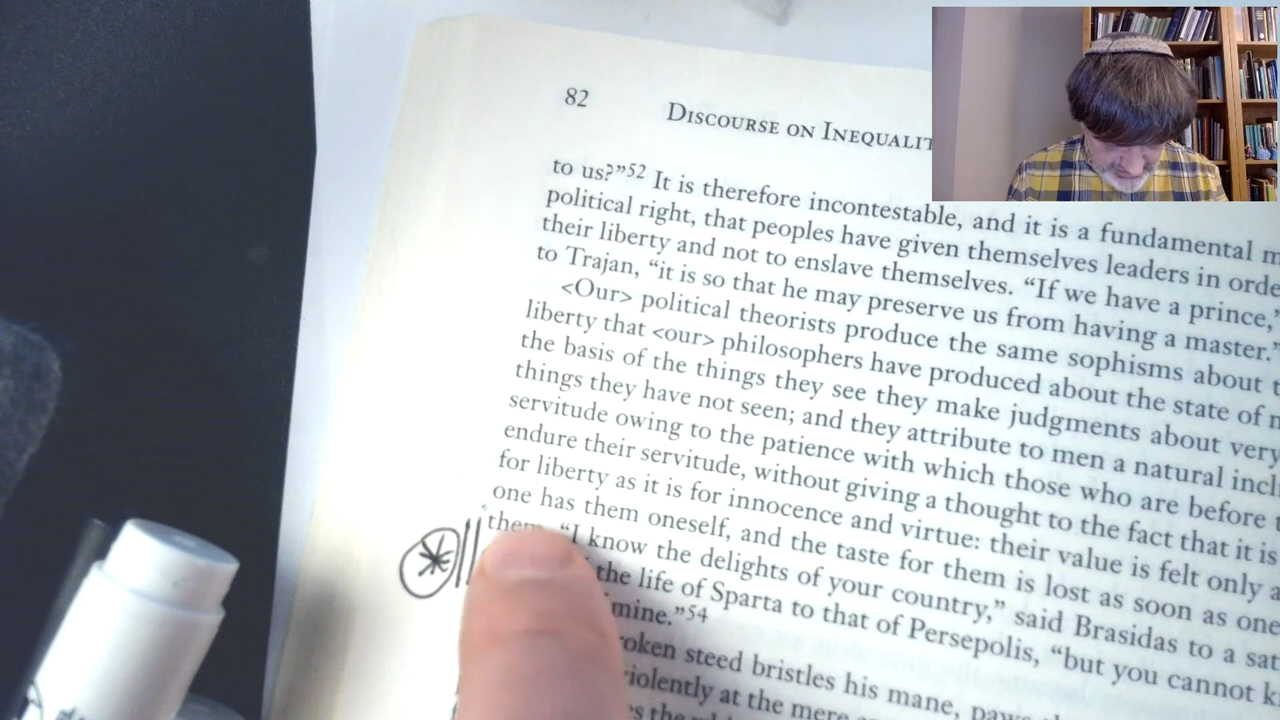 82
DISCOURSE ON INEQUALIT
to us?”52 It is therefore incontestable, and it is a fundamental m
political right, that peoples have given themselves leaders in orde
their liberty and not to enslave themselves. “If we have a prince,”
to Trajan, “it is so that he may preserve us from having a master.”
<Our> political theorists produce the same sophisms about t
liberty that <our> philosophers have produced about the state of n
the basis of the things they see they make judgments about very
things they have not seen; and they attribute to men a natural incli
servitude owing to the patience with which those who are before
endure their servitude, without giving a thought to the fact that it is
for liberty as it is for innocence and virtue: their value is felt only a
one has them oneself, and the taste for them is lost as soon as one
them. “I know the delights of your country,” said Brasidas to a sat
the life of Sparta to that of Persepolis, “but you cannot k
mine.”54
roken steed bristles his mane, paws
iolently at the mere
s the